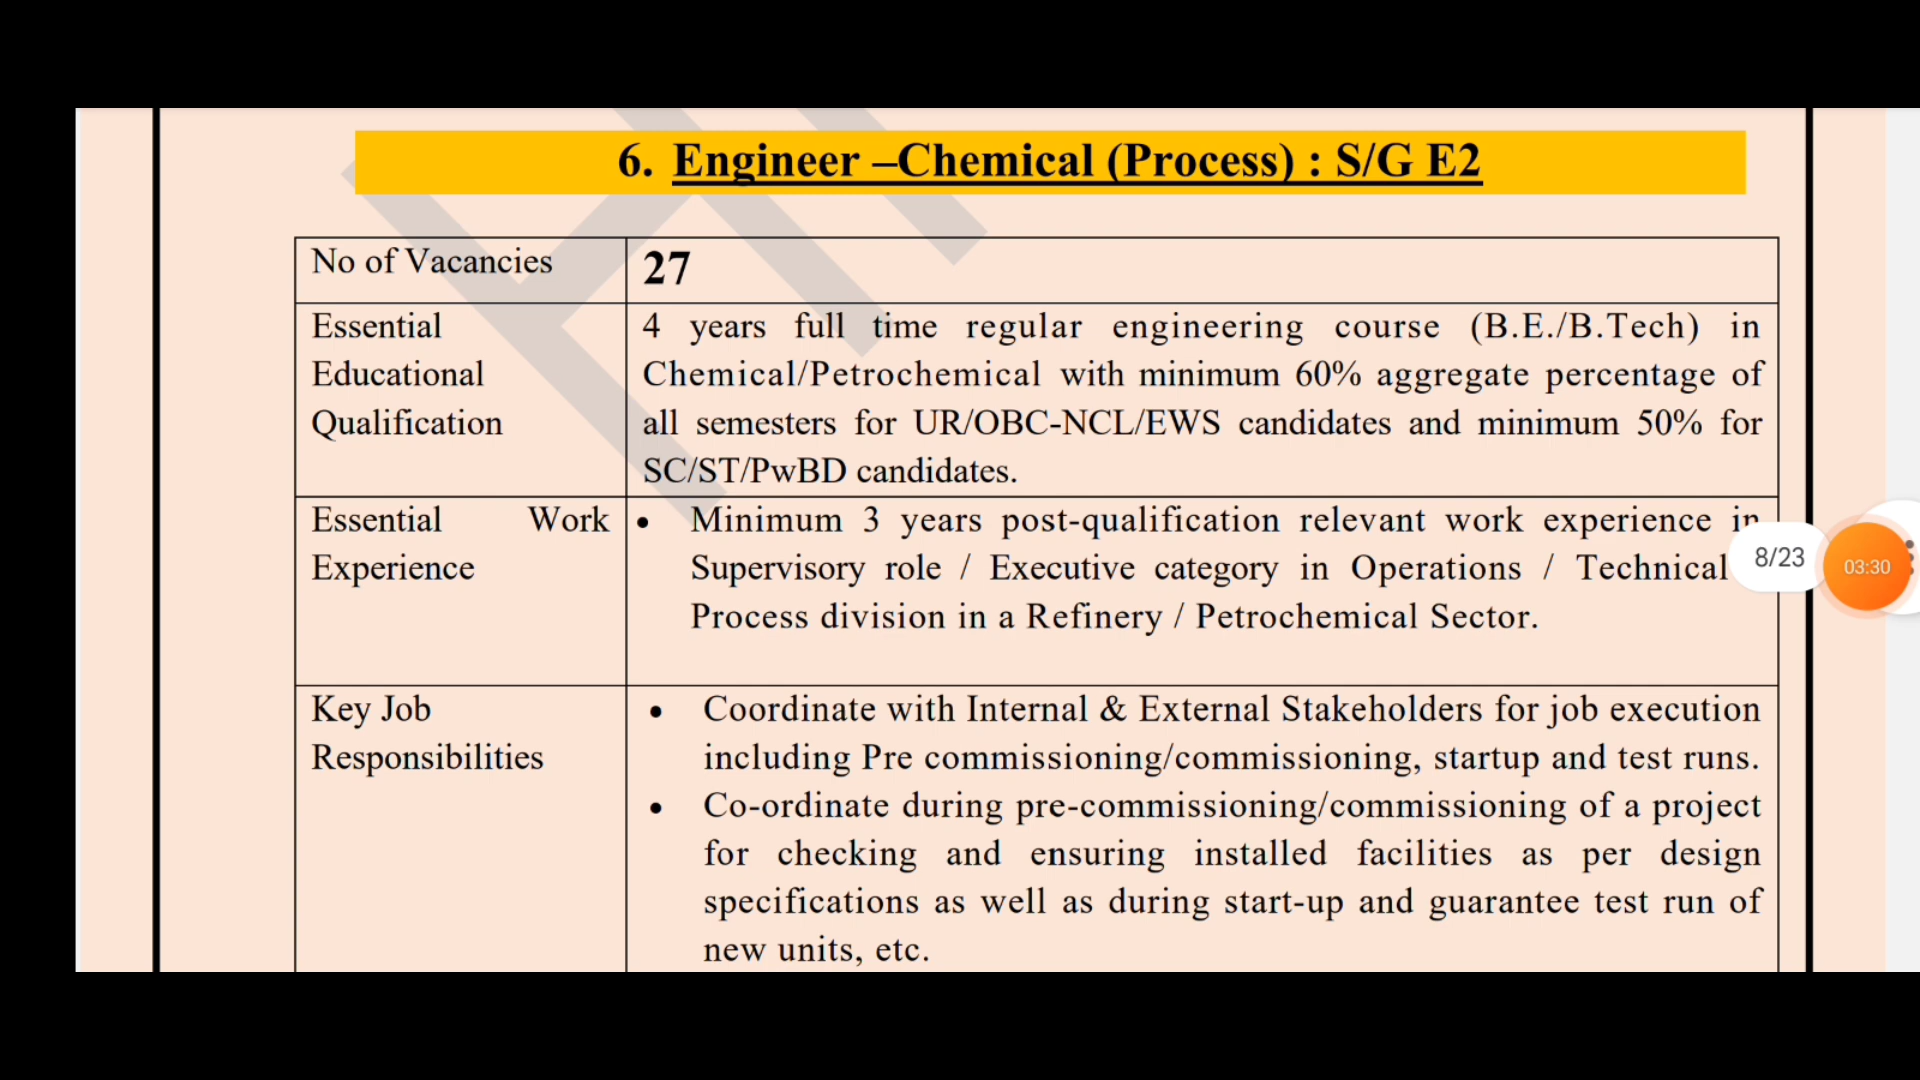 6. Engineer –Chemical (Process) : S/G E2
No of Vacancies
27
Essential
Educational
Qualification
4 years full time regular engineering course (B.E./B.Tech) in
Chemical/Petrochemical with minimum 60% aggregate percentage of
all semesters for UR/OBC-NCL/EWS candidates and minimum 50% for
SC/ST/PwBD candidates.
Essential Work
Experience
• Minimum 3 years post-qualification relevant work experience in
Supervisory role / Executive category in Operations / Technical
Process division in a Refinery / Petrochemical Sector.
8/23
03:30
Key Job
Responsibilities
• Coordinate with Internal & External Stakeholders for job execution
including Pre commissioning/commissioning, startup and test runs.
• Co-ordinate during pre-commissioning/commissioning of a project
for checking and ensuring installed facilities as per design
specifications as well as during start-up and guarantee test run of
new units, etc.